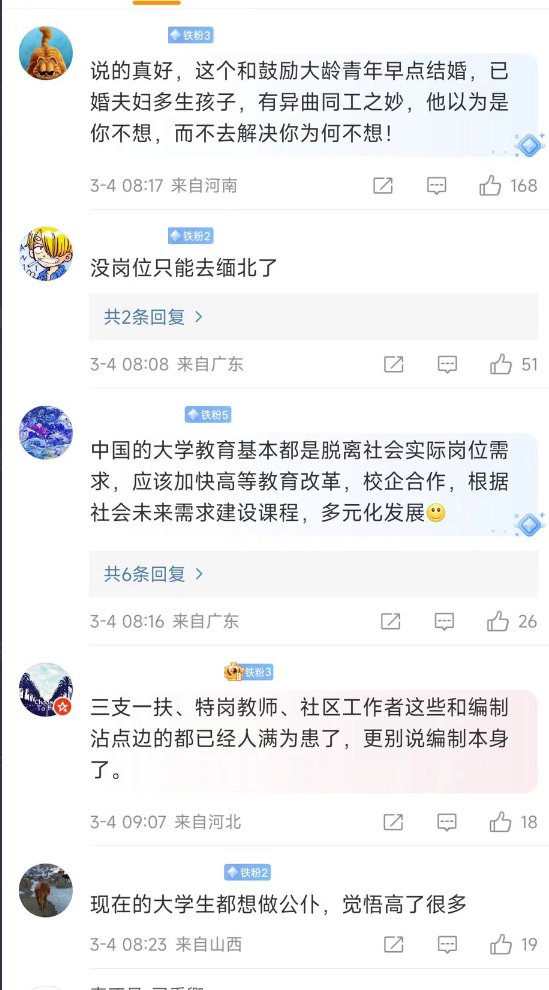 铁粉3
说的真好，这个和鼓励大龄青年早点结婚，已
婚夫妇多生孩子，有异曲同工之妙，他以为是
你不想，而不去解决你为何不想！
3-4 08:17 来自河南
168
铁粉2
没岗位只能去缅北了
共2条回复 >
3-4 08:08 来自广东
51
铁粉5
中国的大学教育基本都是脱离社会实际岗位需
求，应该加快高等教育改革，校企合作，根据
社会未来需求建设课程，多元化发展
共6条回复 >
3-4 08:16 来自广东
26
铁粉3
三支一扶、特岗教师、社区工作者这些和编制
沾点边的都已经人满为患了，更别说编制本身
了。
3-4 09:07 来自河北
18
铁粉2
现在的大学生都想做公仆，觉悟高了很多
3-4 08:23 来自山西
19